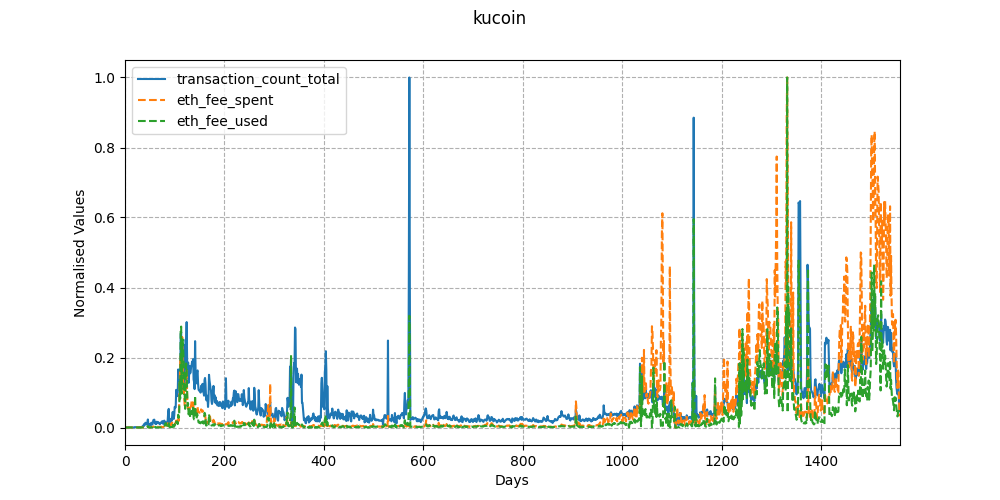 kucoin
transaction_count_total
eth_fee_spent
eth_fee_used
Normalised Values
1.0
0.8
0.6
0.4
0.2
0.0
0 200 400 600 800 1000 1200 1400
Days